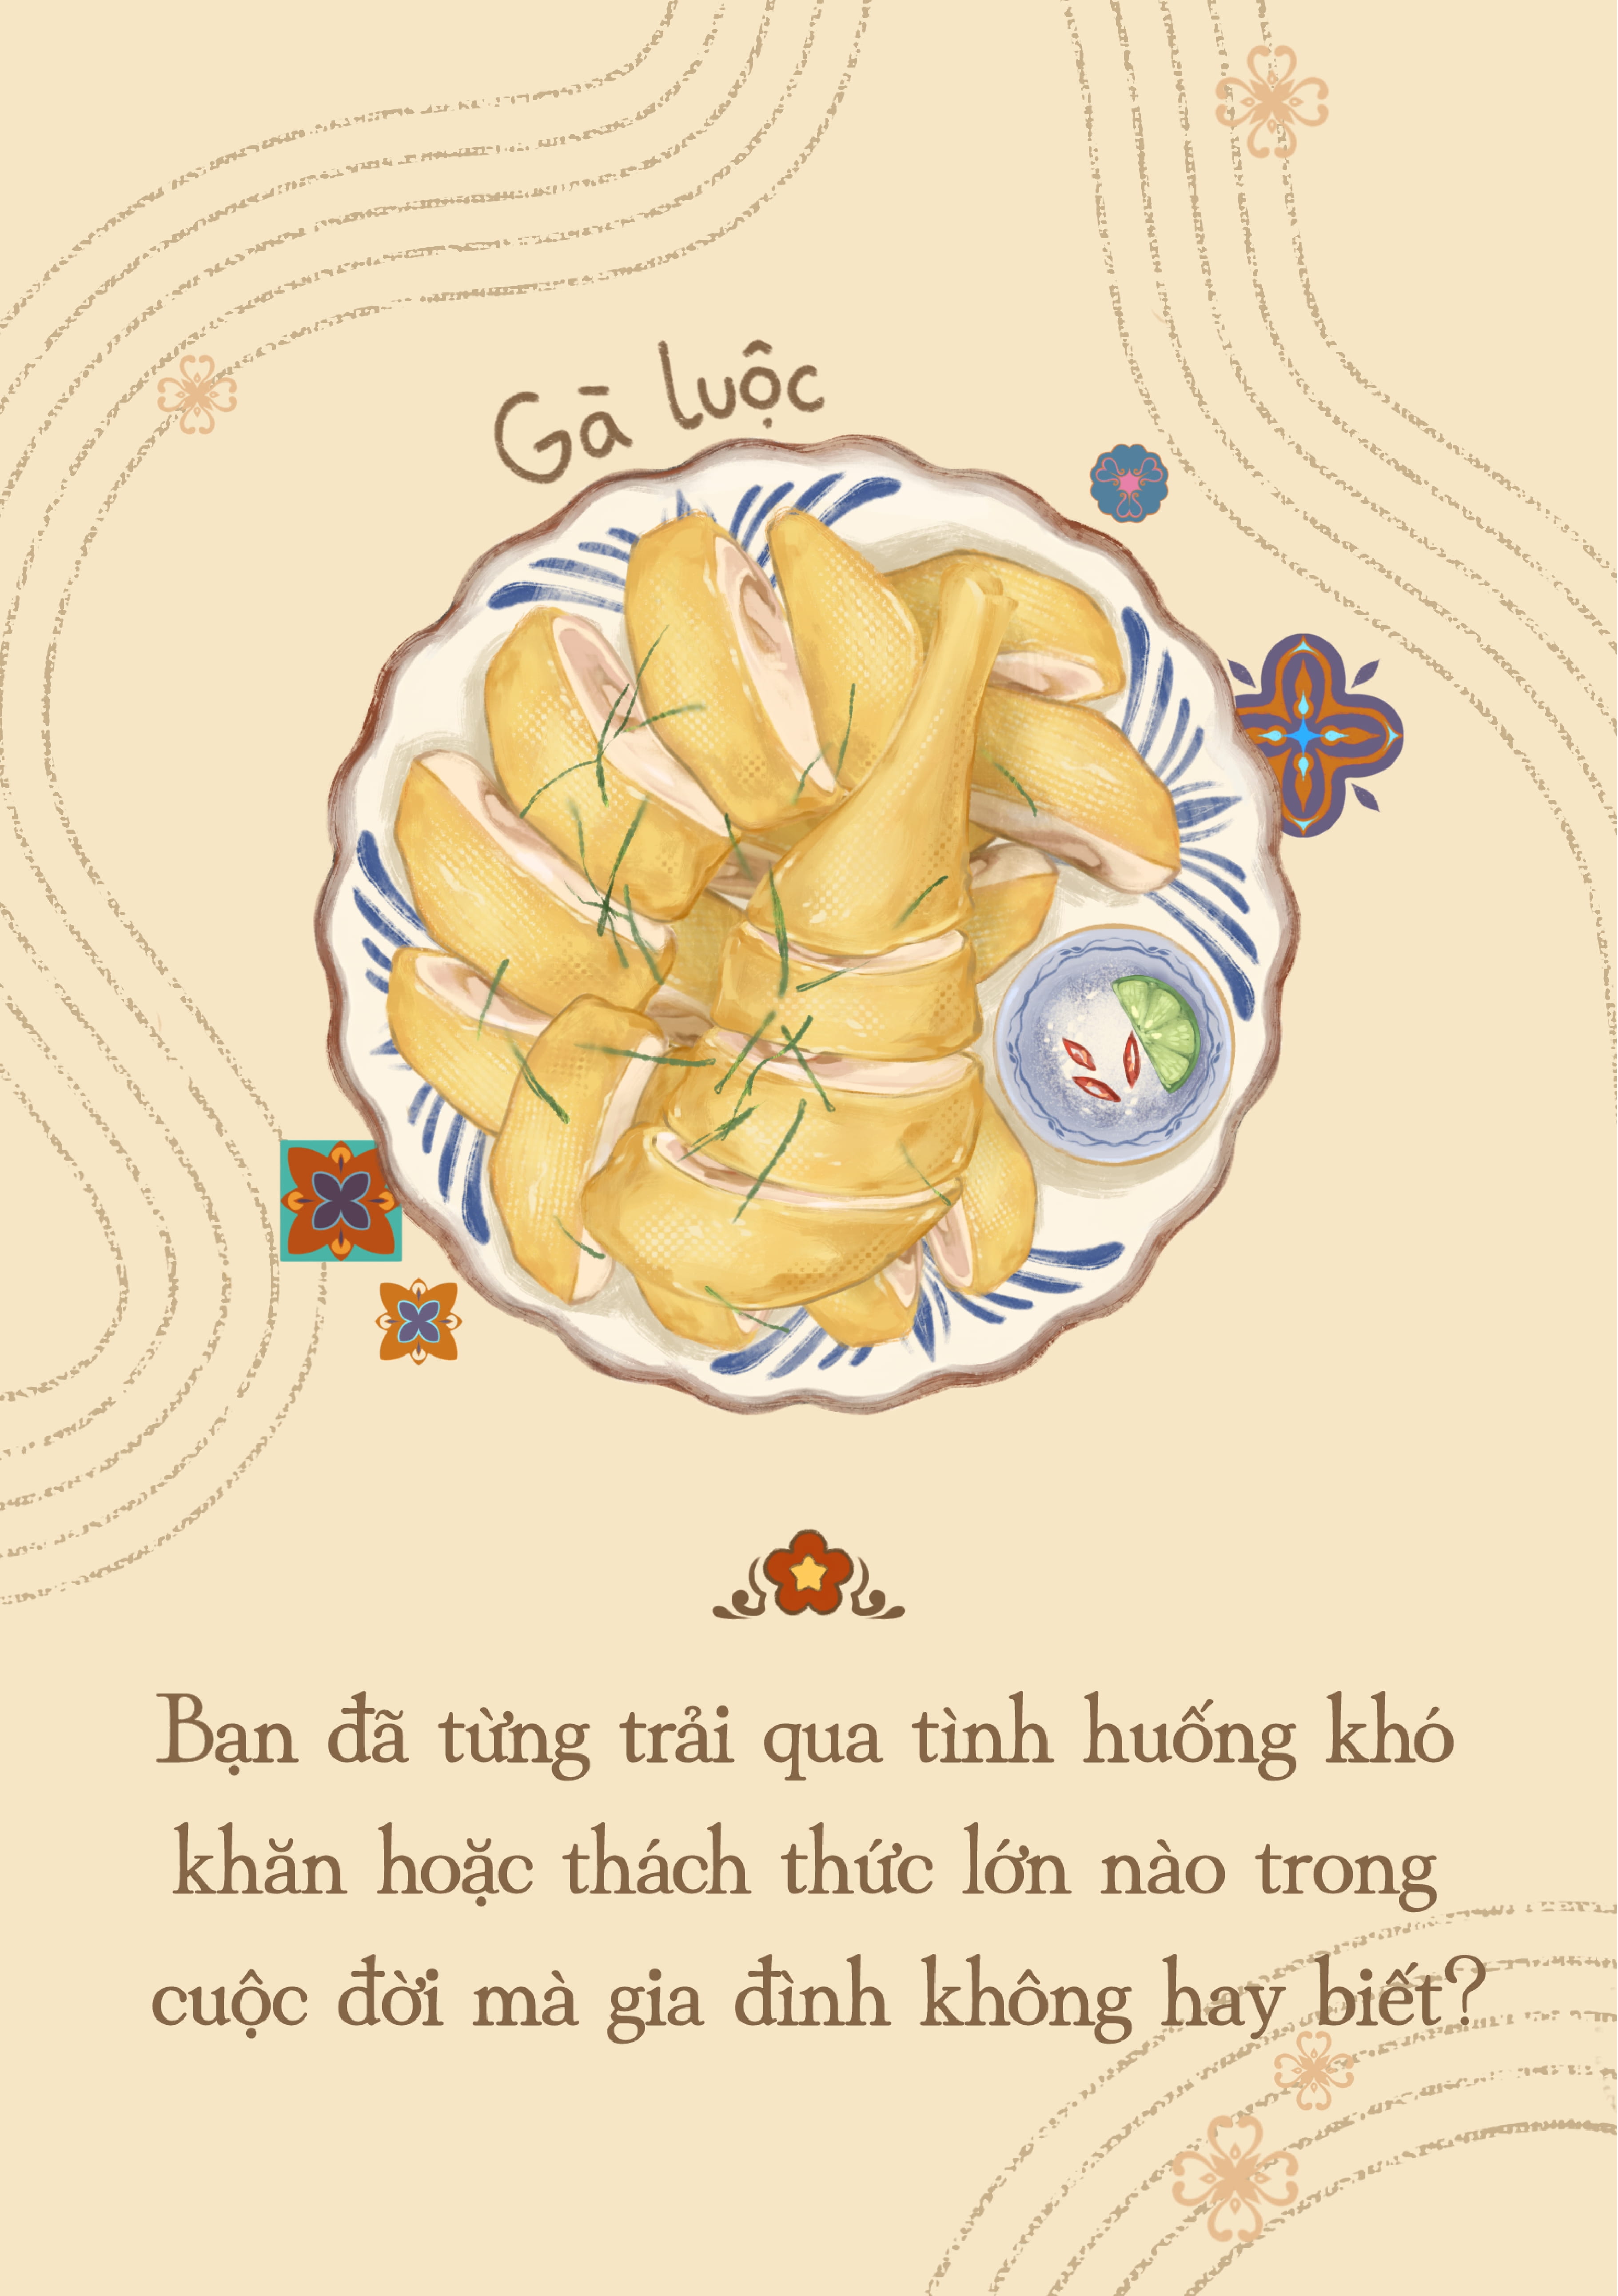 Gà luộc
Bạn đã từng trải qua tình huống khó
khăn hoặc thách thức lớn nào trong
cuộc đời mà gia đình không hay biết?